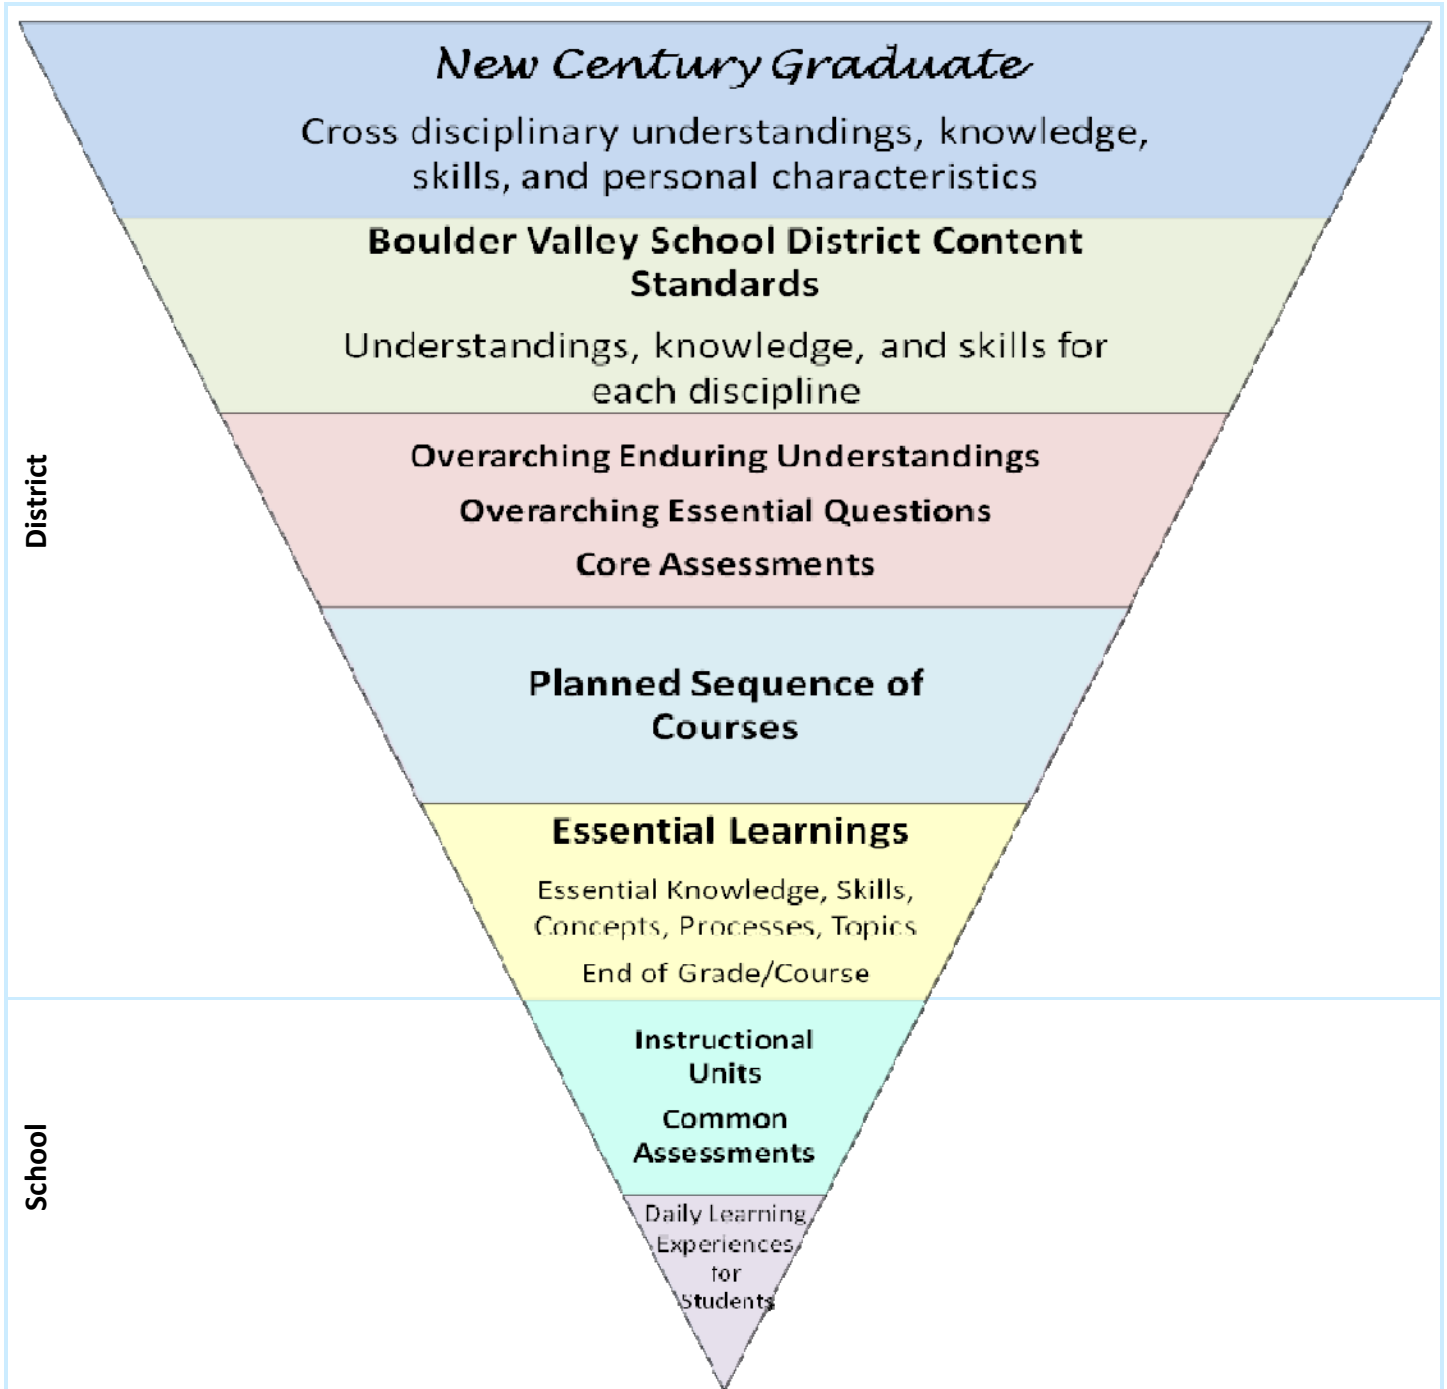 New Century Graduate
Cross disciplinary understandings, knowledge,
skills, and personal characteristics
Boulder Valley School District Content
Standards
Understandings, knowledge, and skills for
each discipline
Overarching Enduring Understandings
Overarching Essential Questions
Core Assessments
Planned Sequence of
Courses
Essential Learnings
Essential Knowledge, Skills,
Concepts, Processes, Topics
End of Grade/Course
District
Instructional
Units
Common
Assessments
Daily Learning
Experiences
for
Students
School